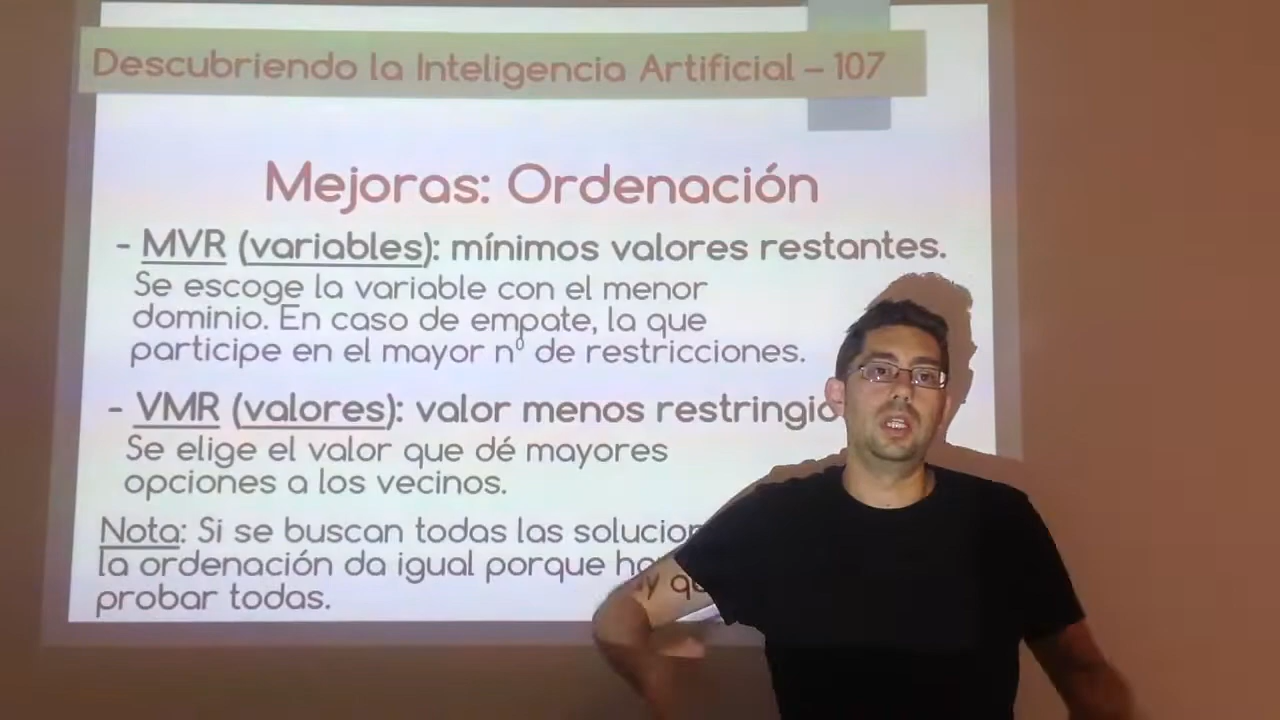 Descubriendo la Inteligencia Artificial – 107
Mejoras: Ordenación
- MVR (variables): mínimos valores restantes.
Se escoge la variable con el menor
dominio. En caso de empate, la que
participe en el mayor nº de restricciones.
- VMR (valores): valor menos
Se elige el valor que dé mayores
opciones a los vecinos.
Nota: Si se buscan todas las
la ordenación da igual porque
probar todas.